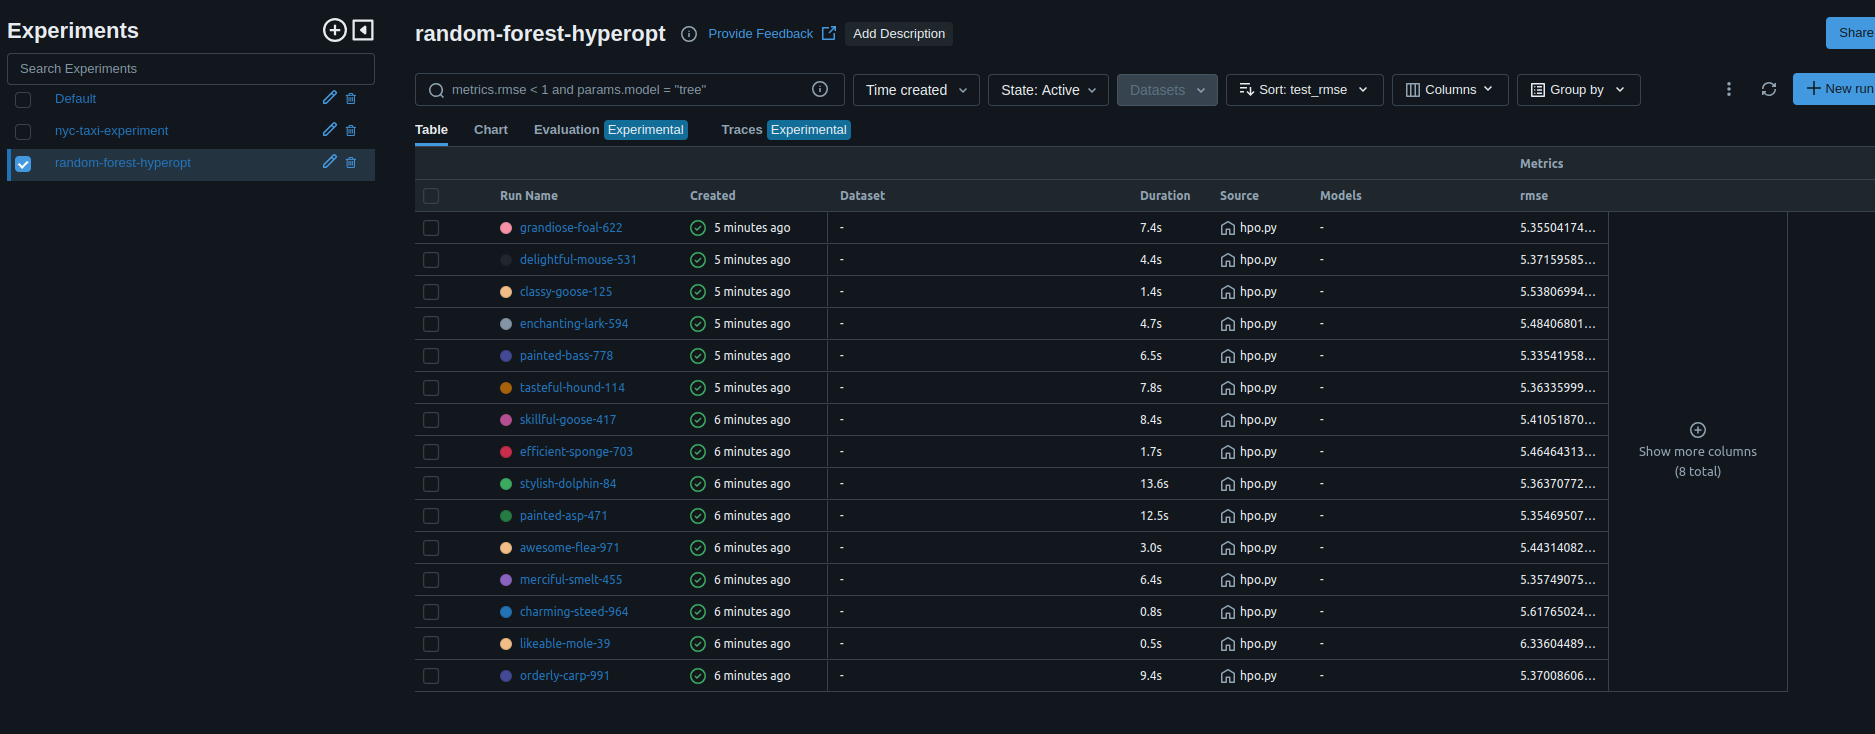 Experiments
Search Experiments
Default
nyc-taxi-experiment
random-forest-hyperopt
random-forest-hyperopt Provide Feedback Add Description
Share
metrics.rmse < 1 and params.model = "tree" Time created State: Active Datasets Sort: test_rmse Columns Group by New run
Table Chart Evaluation Experimental Traces Experimental
Metrics
Run Name Created Dataset Duration Source Models rmse
grandiose-foal-622 5 minutes ago - 7.4s hpo.py - 5.35504174...
delightful-mouse-531 5 minutes ago - 4.4s hpo.py - 5.37159585...
classy-goose-125 5 minutes ago - 1.4s hpo.py - 5.53806994...
enchanting-lark-594 5 minutes ago - 4.7s hpo.py - 5.48406801...
painted-bass-778 5 minutes ago - 6.5s hpo.py - 5.33541958...
tasteful-hound-114 5 minutes ago - 7.8s hpo.py - 5.36335999...
skillful-goose-417 6 minutes ago - 8.4s hpo.py - 5.41051870...
efficient-sponge-703 6 minutes ago - 1.7s hpo.py - 5.46464313...
stylish-dolphin-84 6 minutes ago - 13.6s hpo.py - 5.36370772...
painted-asp-471 6 minutes ago - 12.5s hpo.py - 5.35469507...
awesome-flea-971 6 minutes ago - 3.0s hpo.py - 5.44314082...
merciful-smelt-455 6 minutes ago - 6.4s hpo.py - 5.35749075...
charming-steed-964 6 minutes ago - 0.8s hpo.py - 5.61765024...
likeable-mole-39 6 minutes ago - 0.5s hpo.py - 6.33604489...
orderly-carp-991 6 minutes ago - 9.4s hpo.py - 5.37008606...
Show more columns
(8 total)